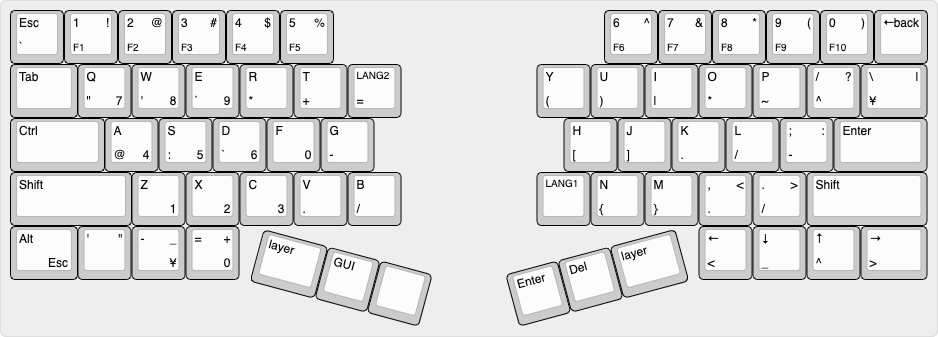 Esc 1 ! 2 @ 3 # 4 $ 5 % 6 ^ 7 & 8 * 9 ( 0 ) ←back
` F1 F2 F3 F4 F5 F6 F7 F8 F9 F10
Tab Q W E R T LANG2 Y U I O P / ? \ |
" 7 ' 8 ` 9 * + = ( ) | * ~ ^ ¥
Ctrl A S D F G H J K L ; : Enter
@ 4 : 5 ` 6 0 - [ ] . / -
Shift Z X C V B LANG1 N M , < . > Shift
1 2 3 . / { } . /
Alt ' " - _ = + layer GUI Enter Del layer ← ↓ ↑ →
Esc ¥ 0 < _ ^ >